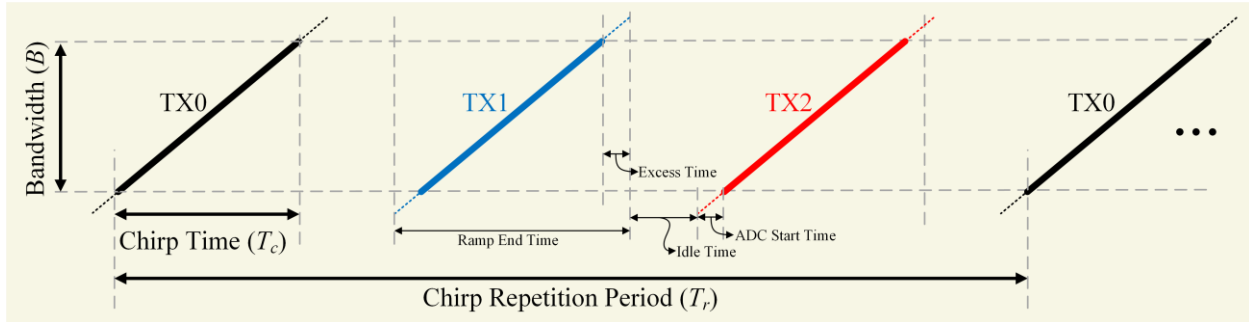 Bandwidth (B)
TX0
TX1
TX2
TX0
Excess Time
Chirp Time (Tc)
Ramp End Time
ADC Start Time
Idle Time
Chirp Repetition Period (Tr)